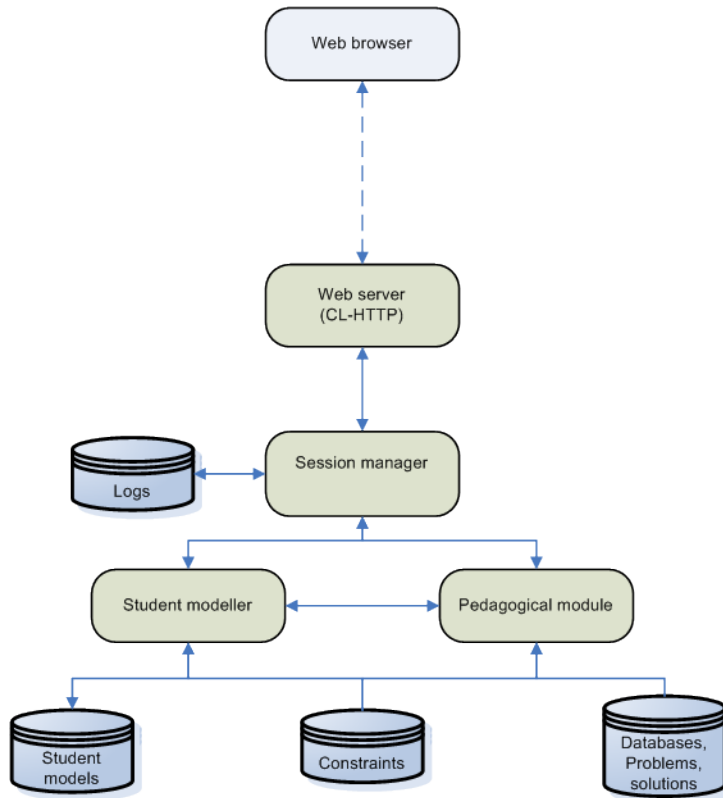 Web browser
Web server
(CL-HTTP)
Session manager
Logs
Student modeller
Pedagogical module
Student
models
Constraints
Databases,
Problems,
solutions